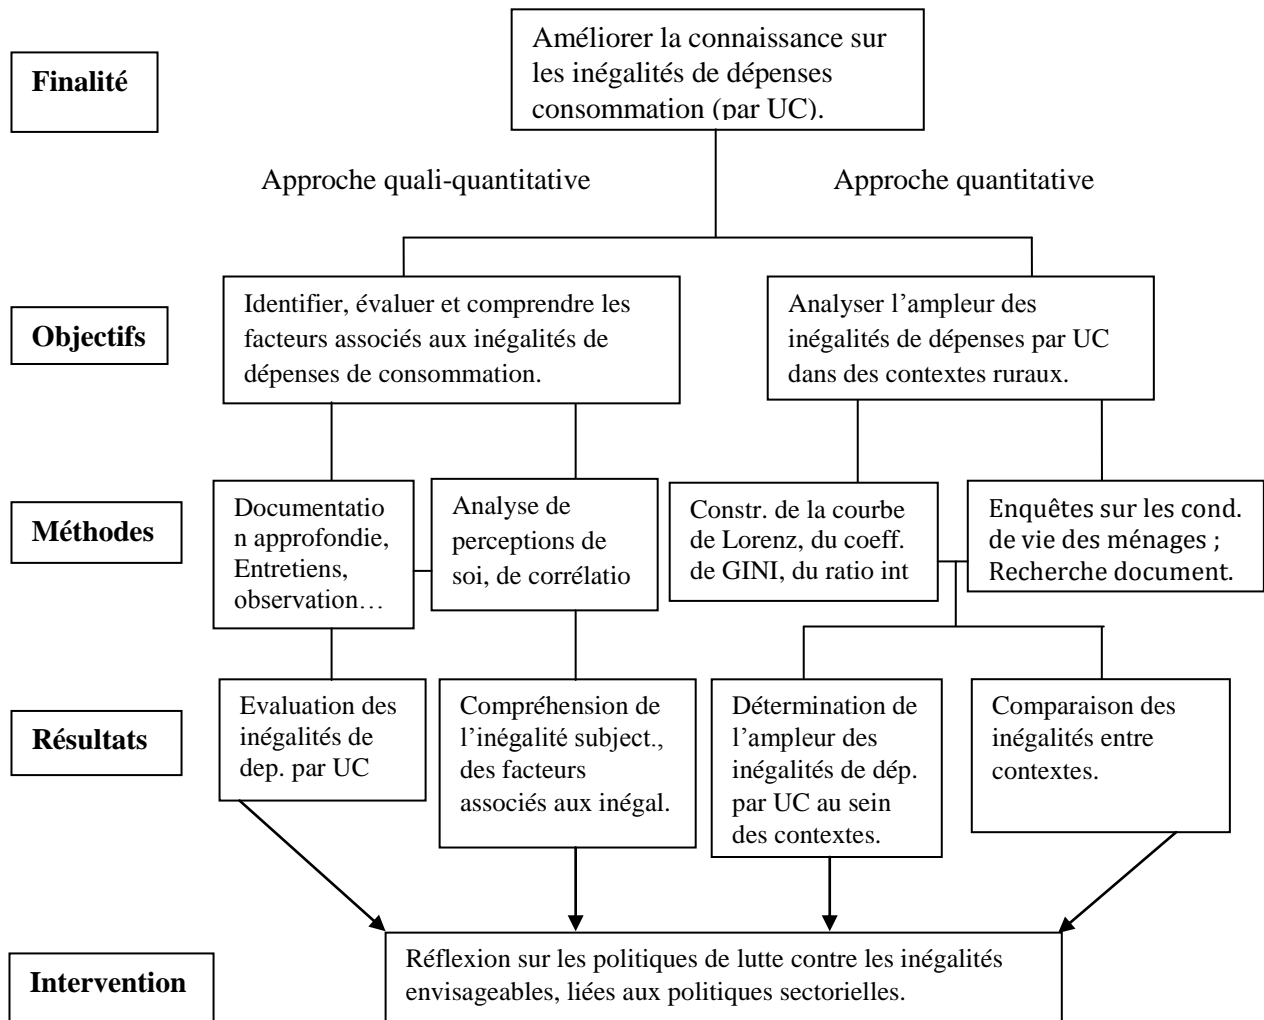 Finalité
Améliorer la connaissance sur
les inégalités de dépenses
consommation (par UC).
Approche quali-quantitative
Approche quantitative
Objectifs
Identifier, évaluer et comprendre les
facteurs associés aux inégalités de
dépenses de consommation.
Analyser l’ampleur des
inégalités de dépenses par UC
dans des contextes ruraux.
Méthodes
Documentatio
n approfondie,
Entretiens,
observation…
Analyse de
perceptions de
soi, de corrélatio
Constr. de la courbe
de Lorenz, du coeff.
de GINI, du ratio int
Enquêtes sur les cond.
de vie des ménages ;
Recherche document.
Résultats
Evaluation des
inégalités de
dep. par UC
Compréhension de
l’inégalité subject.,
des facteurs
associés aux inégal.
Détermination de
l’ampleur des
inégalités de dép.
par UC au sein
des contextes.
Comparaison des
inégalités entre
contextes.
Intervention
Réflexion sur les politiques de lutte contre les inégalités
envisageables, liées aux politiques sectorielles.